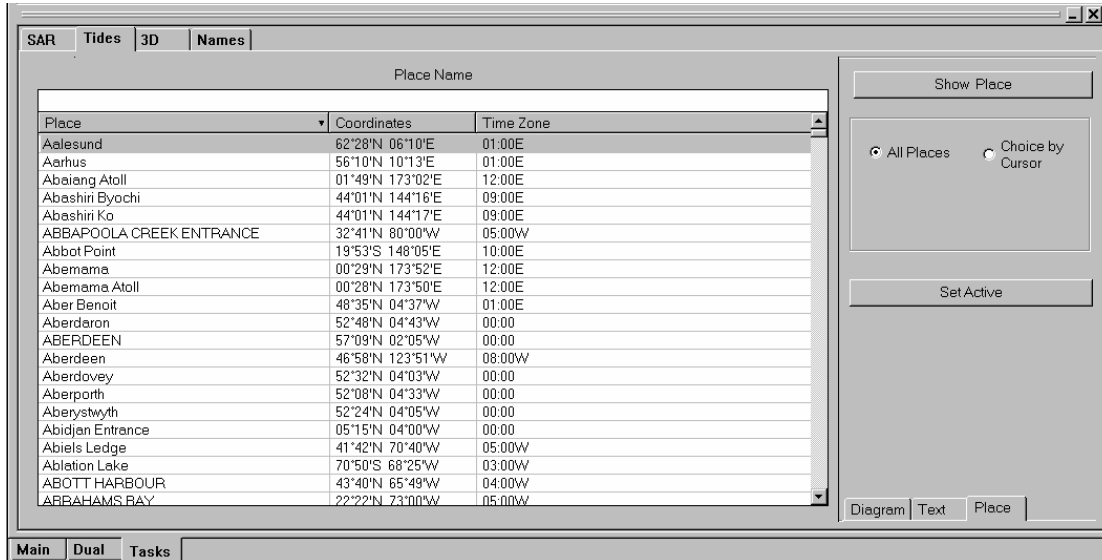 SAR Tides 3D Names
Place Name
Show Place
Place Coordinates Time Zone
Aalesund 62°28'N 06°10'E 01:00E
Aarhus 56°10'N 10°13'E 01:00E
Abaiang Atoll 01°49'N 173°02'E 12:00E
Abashiri Byochi 44°01'N 144°16'E 09:00E
Abashiri Ko 44°01'N 144°17'E 09:00E
ABBAPOOLA CREEK ENTRANCE 32°41'N 80°00'W 05:00W
Abbot Point 19°53'S 148°05'E 10:00E
Abemama 00°29'N 173°52'E 12:00E
Abemama Atoll 00°28'N 173°50'E 12:00E
Aber Benoit 48°35'N 04°37'W 01:00E
Aberdaron 52°48'N 04°43'W 00:00
ABERDEEN 57°09'N 02°05'W 00:00
Aberdeen 46°58'N 123°51'W 08:00W
Aberdovey 52°32'N 04°03'W 00:00
Aberporth 52°08'N 04°33'W 00:00
Aberystwyth 52°24'N 04°05'W 00:00
Abidjan Entrance 05°15'N 04°00'W 00:00
Abiels Ledge 41°42'N 70°40'W 05:00W
Ablation Lake 70°50'S 68°25'W 03:00W
ABOTT HARBOUR 43°40'N 65°49'W 04:00W
ABRAHAMS BAY 22°22'N 73°00'W 05:00W
All Places
Choice by
Cursor
Set Active
Diagram Text Place
Main Dual Tasks